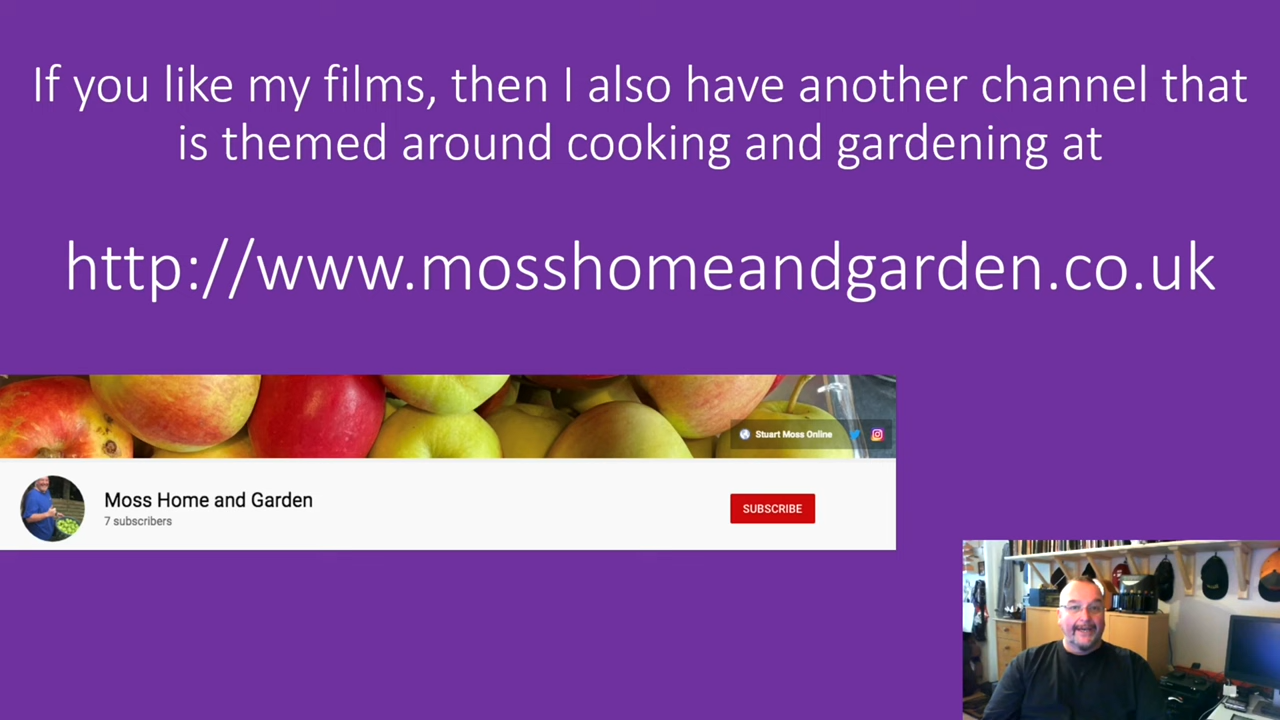 If you like my films, then I also have another channel that
is themed around cooking and gardening at
http://www.mosshomeandgarden.co.uk
Stuart Moss Online
Moss Home and Garden
7 subscribers
SUBSCRIBE